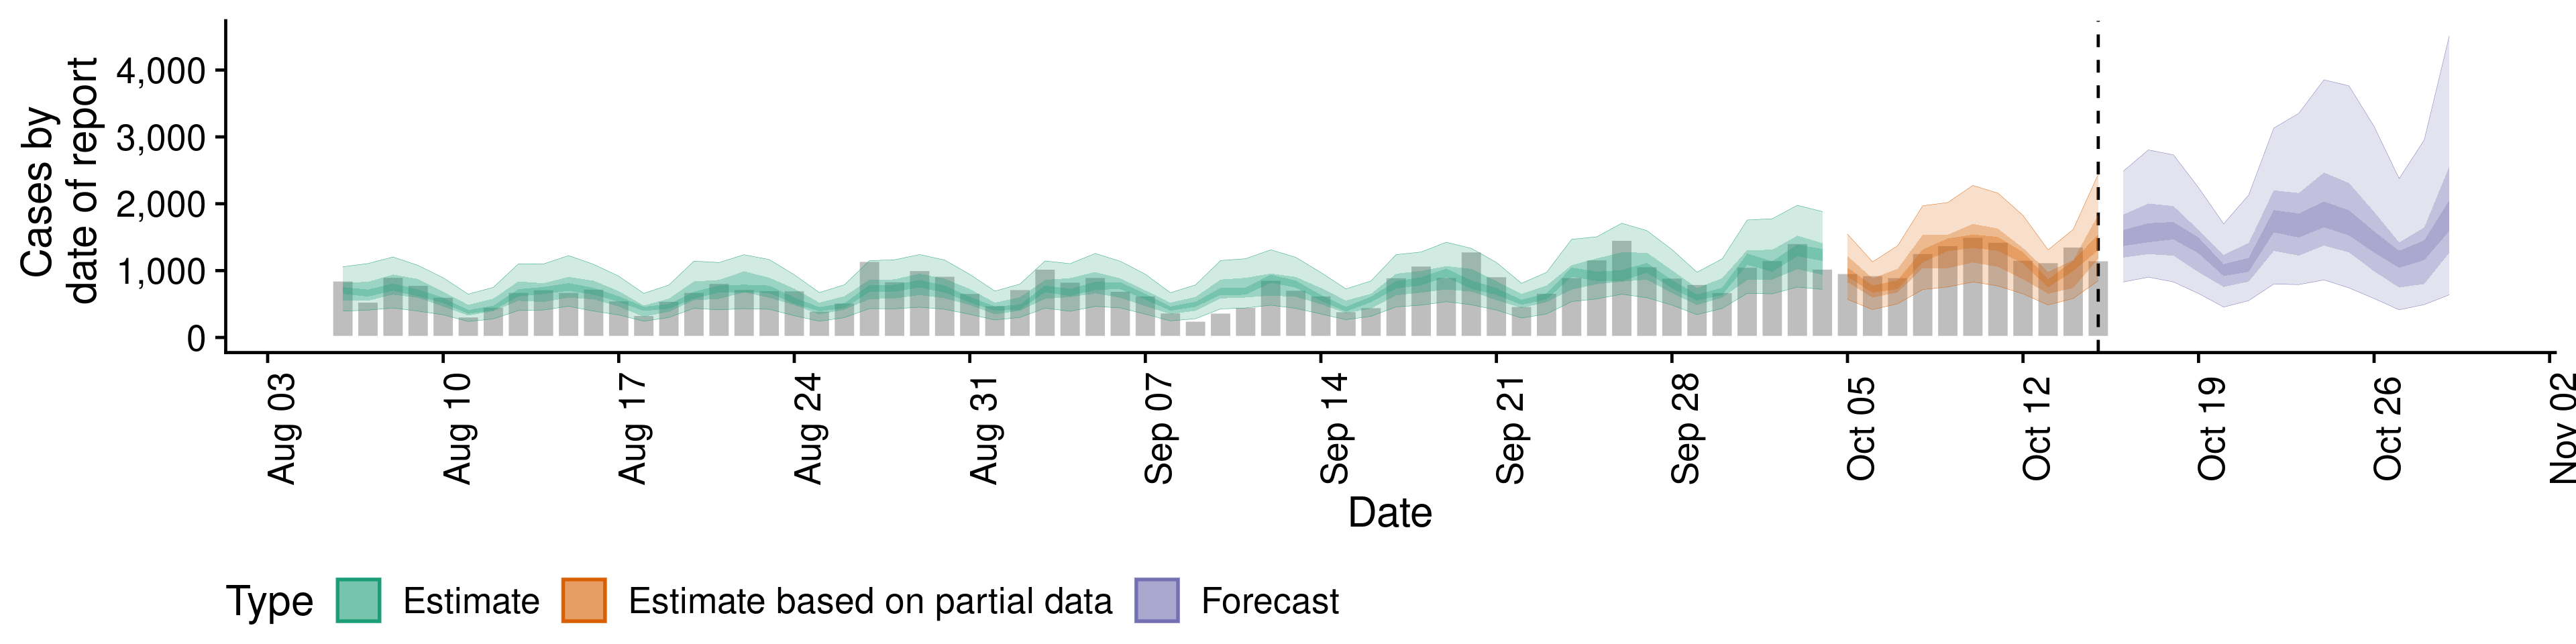 Cases by
date of report
4,000
3,000
2,000
1,000
0
Aug 03
Aug 10
Aug 17
Aug 24
Aug 31
Sep 07
Sep 14
Sep 21
Sep 28
Oct 05
Oct 12
Oct 19
Oct 26
Nov 02
Date
Type Estimate Estimate based on partial data Forecast